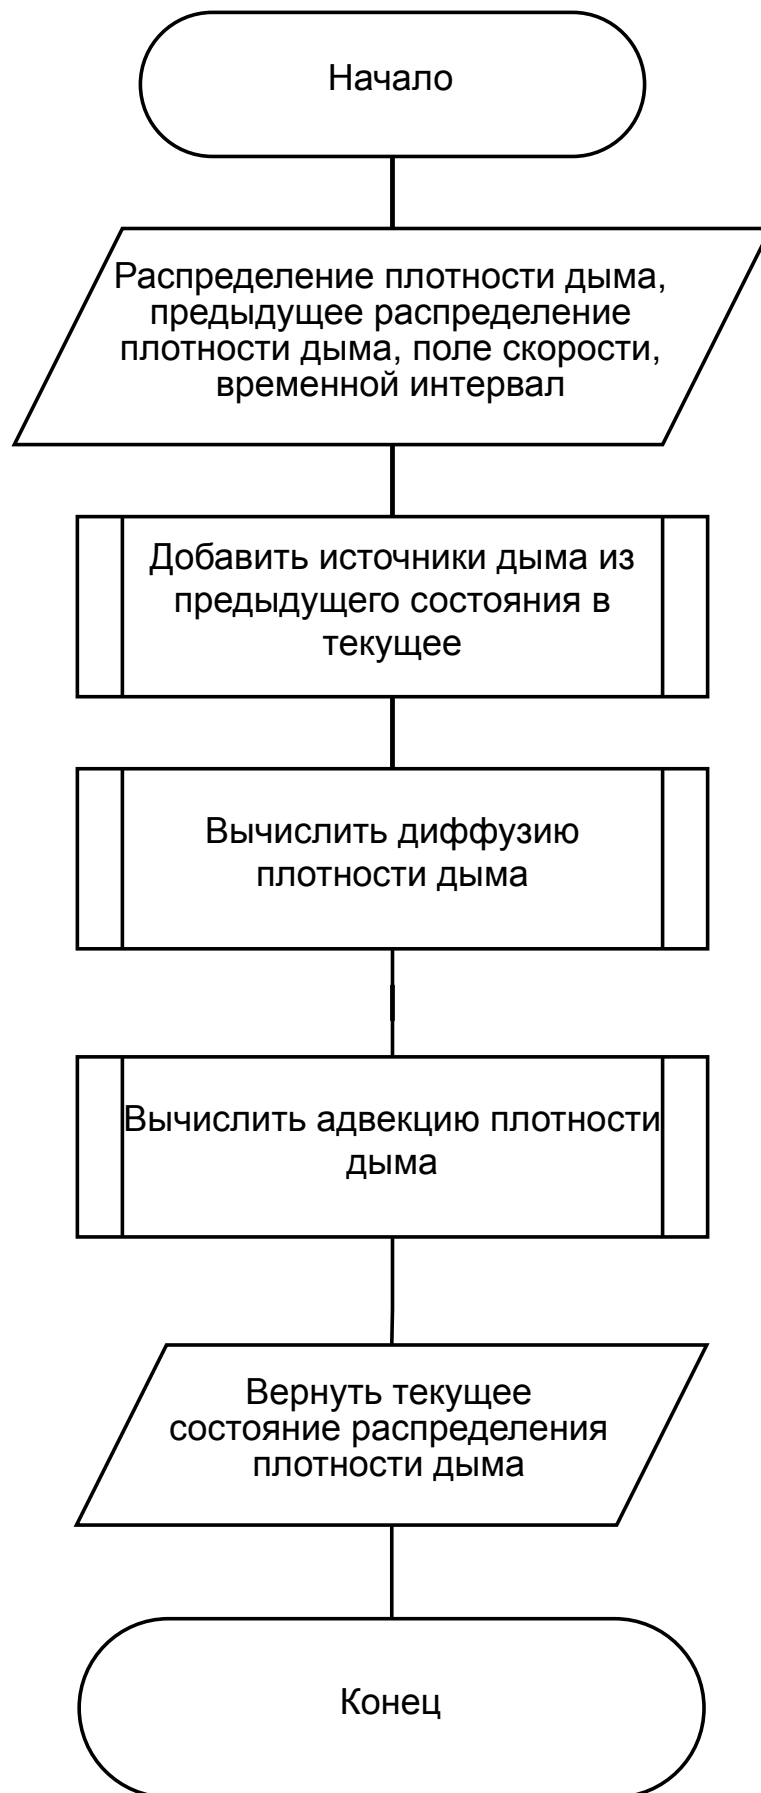 Начало
Распределение плотности дыма,
предыдущее распределение
плотности дыма, поле скорости,
временной интервал
Добавить источники дыма из
предыдущего состояния в
текущее
Вычислить диффузию
плотности дыма
Вычислить адвекцию плотности
дыма
Вернуть текущее
состояние распределения
плотности дыма
Конец